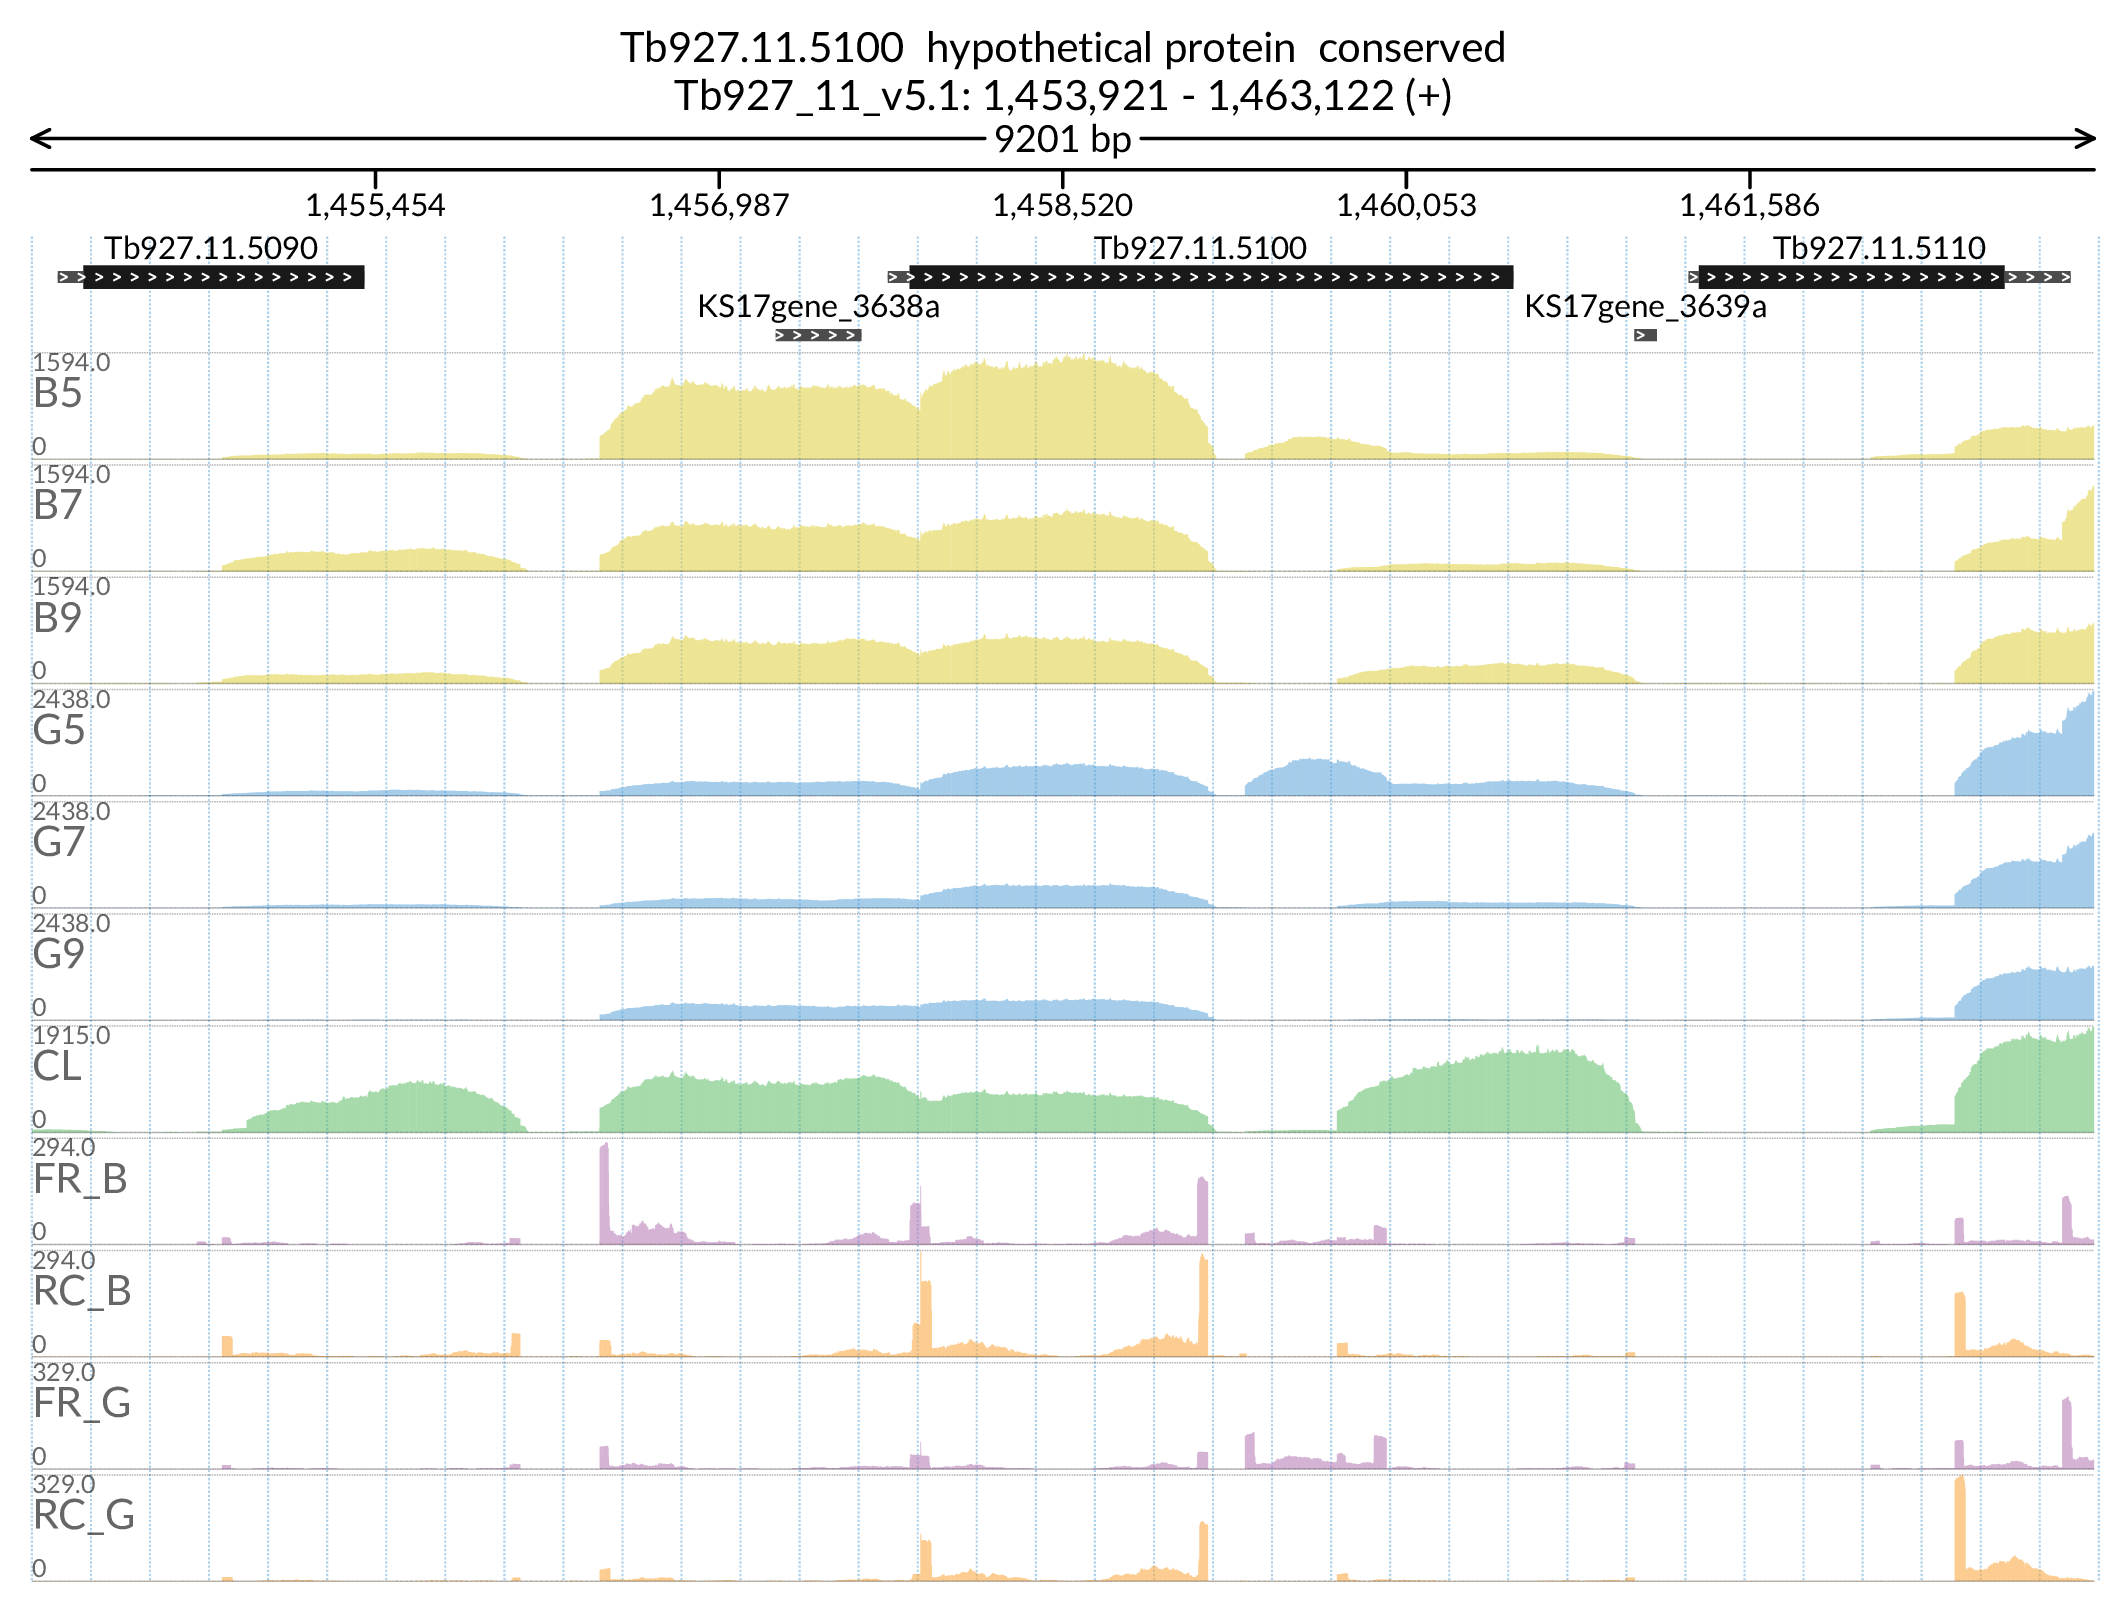 Tb927.11.5100  hypothetical protein  conserved
Tb927_11_v5.1: 1,453,921 - 1,463,122 (+)
9201 bp
1,455,454 1,456,987 1,458,520 1,460,053 1,461,586
Tb927.11.5090 Tb927.11.5100 Tb927.11.5110
KS17gene_3638a KS17gene_3639a
1594.0
B5
0
1594.0
B7
0
1594.0
B9
0
2438.0
G5
0
2438.0
G7
0
2438.0
G9
0
1915.0
CL
0
294.0
FR_B
0
294.0
RC_B
0
329.0
FR_G
0
329.0
RC_G
0